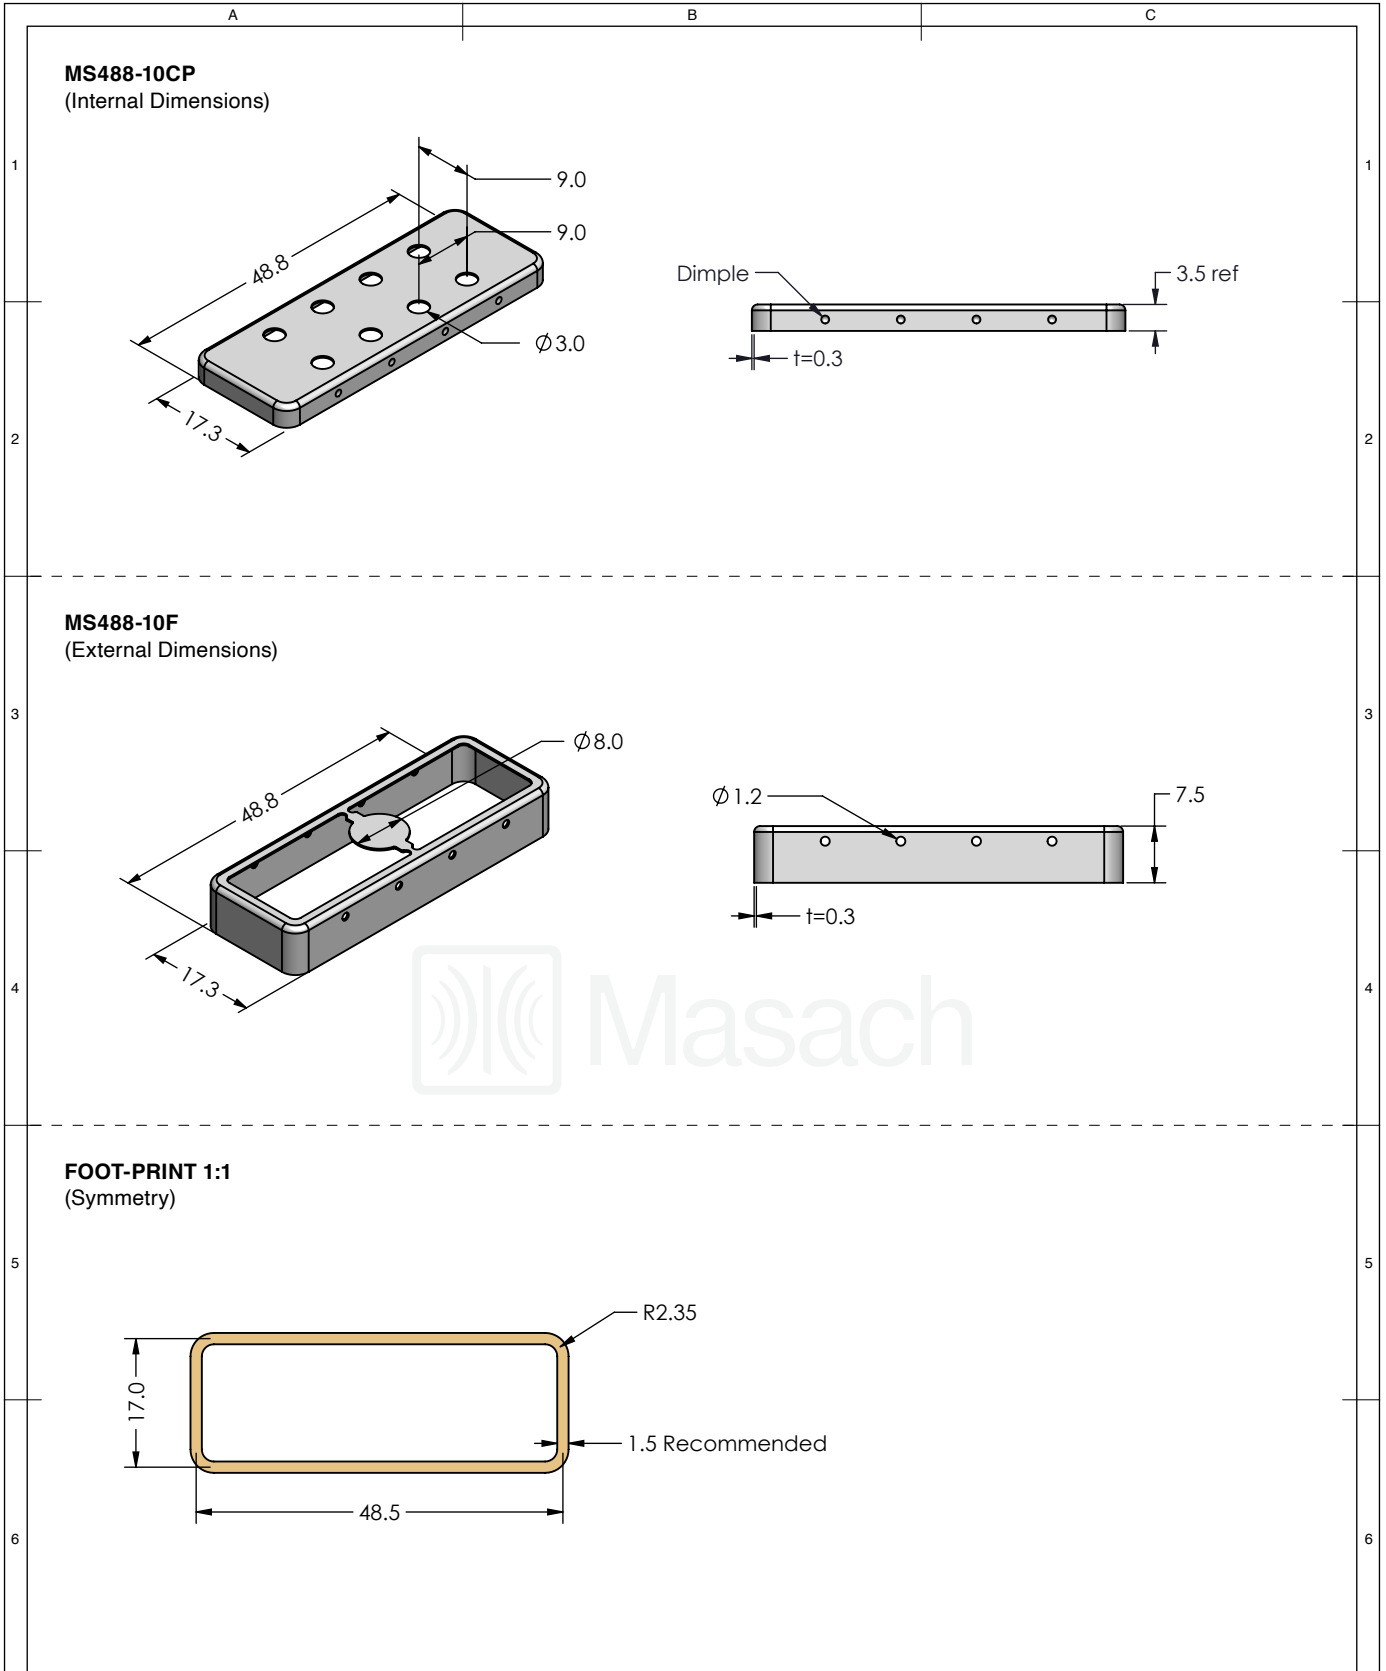 A B C
MS488-10CP
(Internal Dimensions)
1 1
9.0
9.0
48.8
Ø3.0
17.3
Dimple
3.5 ref
t=0.3
2 2
MS488-10F
(External Dimensions)
3 3
Ø8.0
48.8
17.3
Ø1.2
7.5
t=0.3
4 4
Masach
FOOT-PRINT 1:1
(Symmetry)
5 5
R2.35
17.0
1.5 Recommended
48.5
6 6